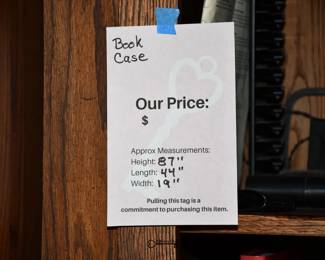 Book
Case
Our Price:
$
Approx Measurements:
Height: 87"
Length: 44"
Width: 19"
Pulling this tag is a
commitment to purchasing this item.